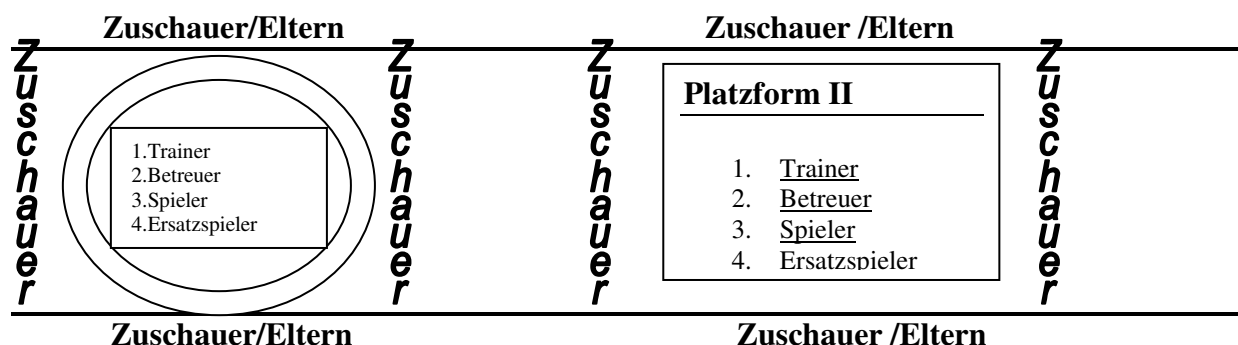 Zuschauer/Eltern
Zuschauer /Eltern
Zuschauer
1.Trainer
2.Betreuer
3.Spieler
4.Ersatzspieler
Zuschauer
Zuschauer
Platzform II
1. Trainer
2. Betreuer
3. Spieler
4. Ersatzspieler
Zuschauer
Zuschauer/Eltern
Zuschauer /Eltern